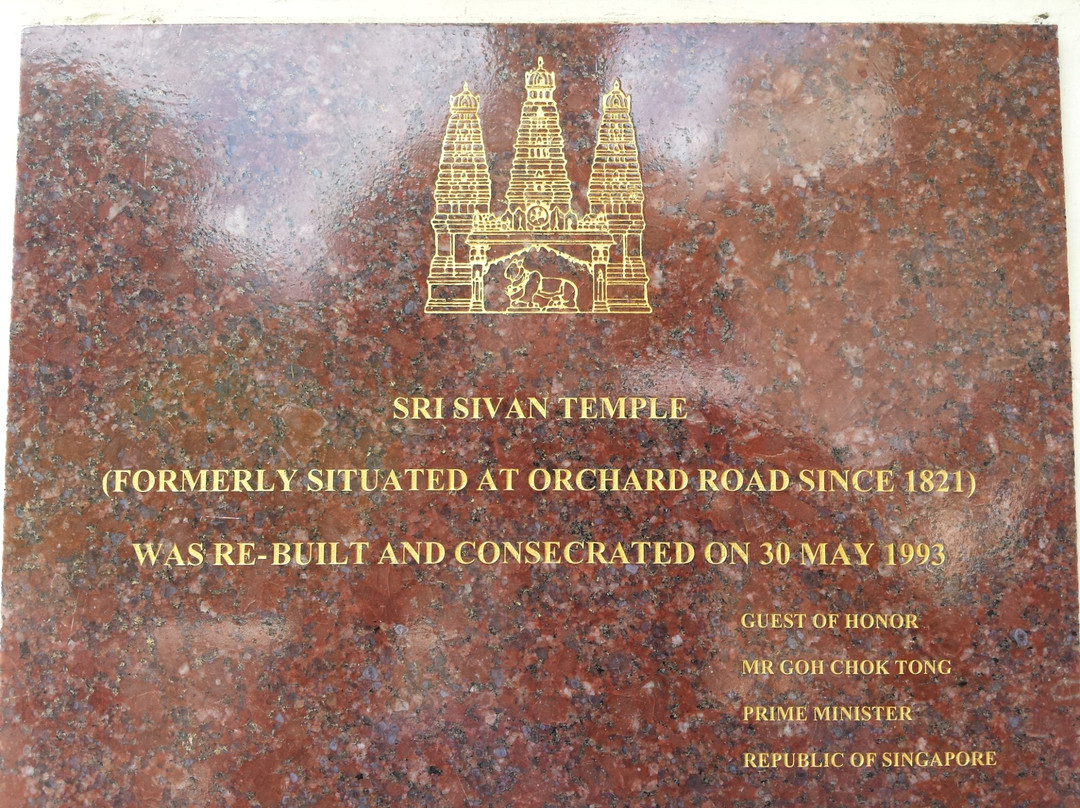 SRI SIVAN TEMPLE
(FORMERLY SITUATED AT ORCHARD ROAD SINCE 1821)
WAS RE-BUILT AND CONSECRATED ON 30 MAY 1993
GUEST OF HONOR
MR GOH CHOK TONG
PRIME MINISTER
REPUBLIC OF SINGAPORE